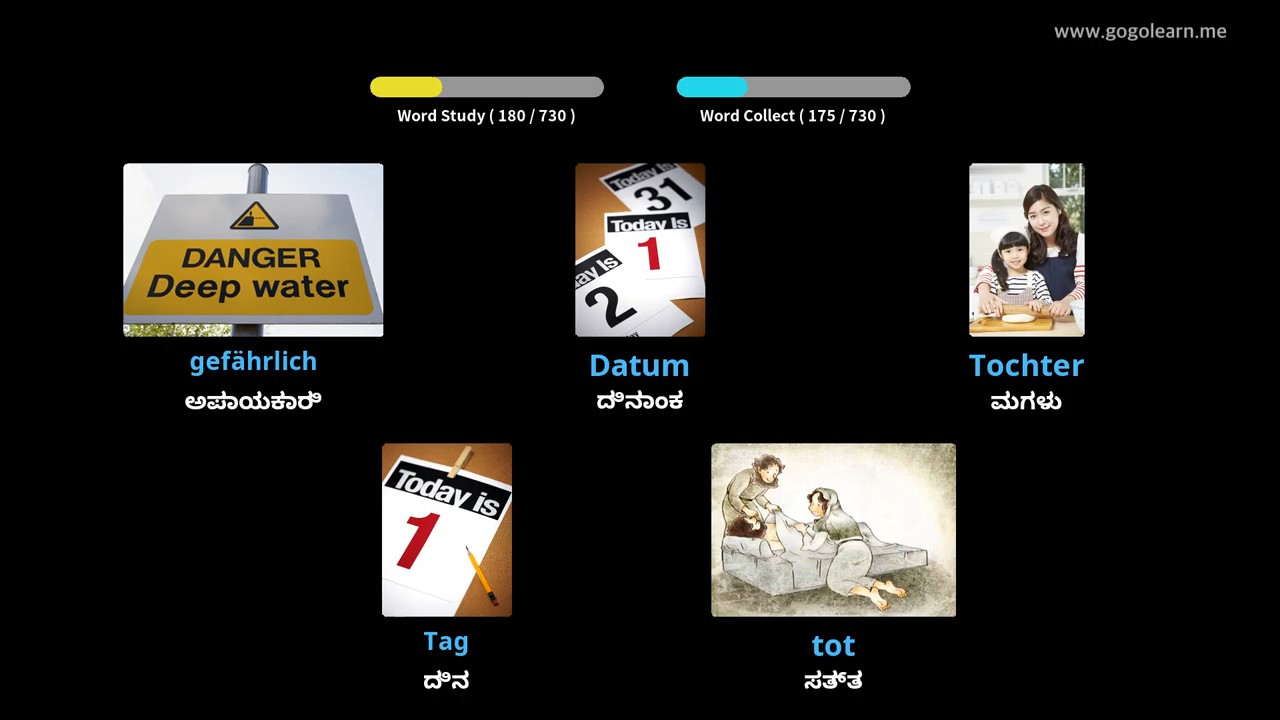 www.gogolearn.me
Word Study ( 180 / 730 )
Word Collect ( 175 / 730 )
DANGER
Deep water
Today Is
31
Today Is
1
ay Is
2
gefährlich
Datum
Tochter
ಅಪಾಯಕಾರಿ
ದಿನಾಂಕ
ಮಗಳು
Today is
1
Tag
tot
ದಿನ
ಸತ್ತ